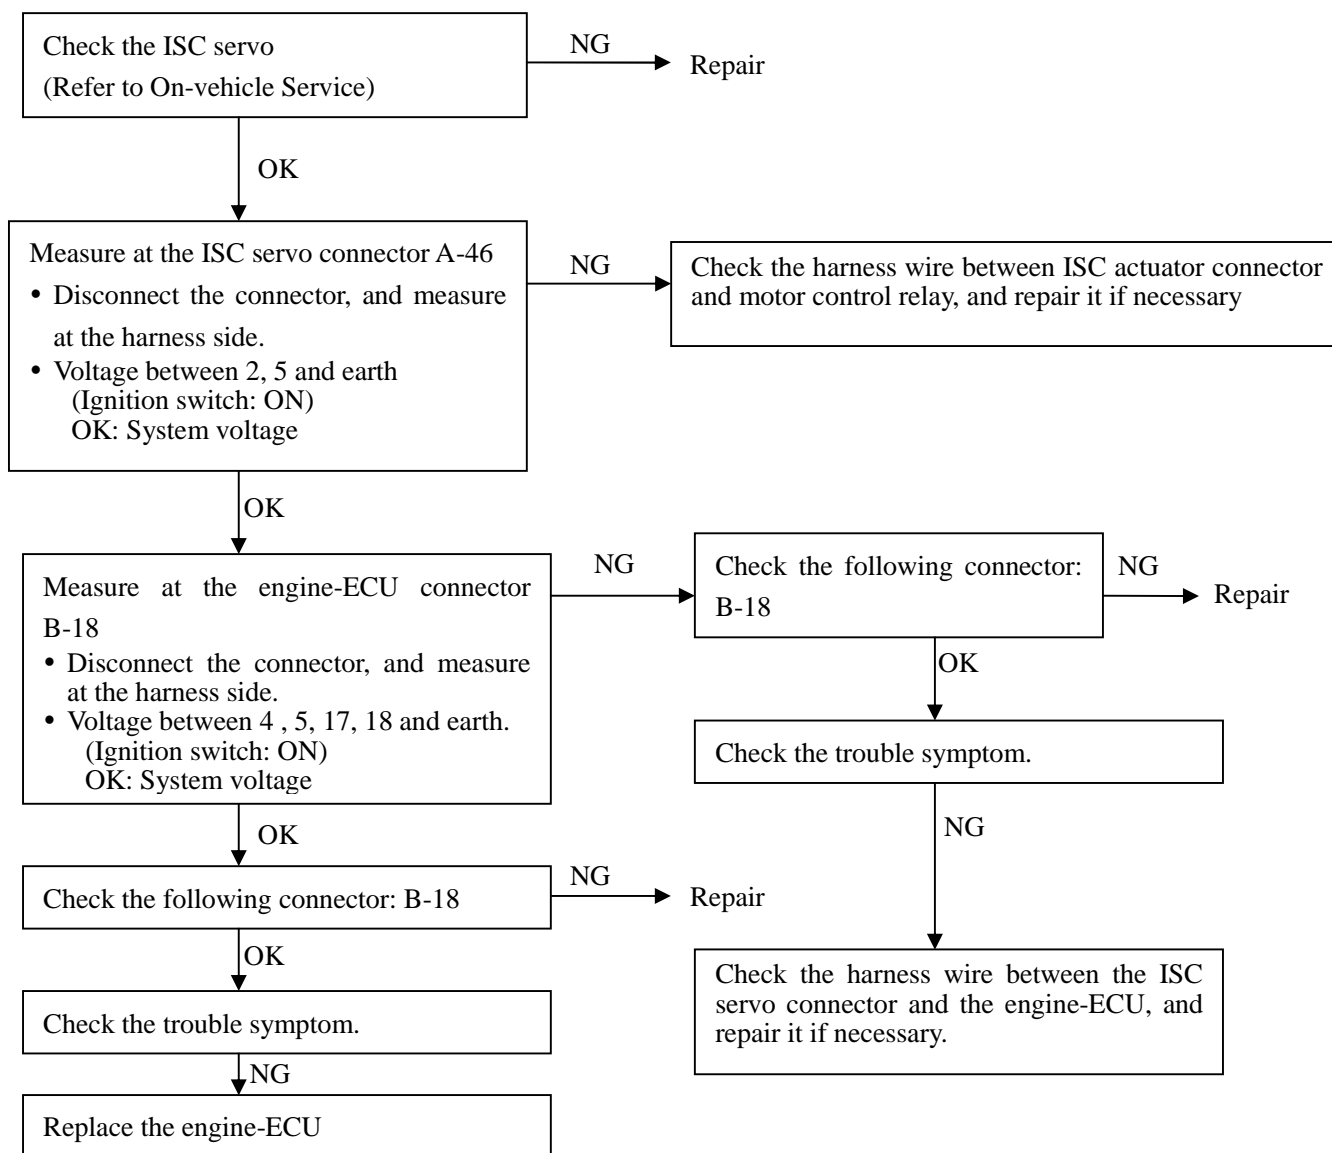 Check the ISC servo
(Refer to On-vehicle Service)
NG
Repair
OK
Measure at the ISC servo connector A-46
• Disconnect the connector, and measure
at the harness side.
• Voltage between 2, 5 and earth
(Ignition switch: ON)
OK: System voltage
NG
Check the harness wire between ISC actuator connector
and motor control relay, and repair it if necessary
OK
Measure at the engine-ECU connector
B-18
• Disconnect the connector, and measure
at the harness side.
• Voltage between 4 , 5, 17, 18 and earth.
(Ignition switch: ON)
OK: System voltage
NG
Check the following connector:
B-18
NG
Repair
OK
Check the trouble symptom.
NG
Check the harness wire between the ISC
servo connector and the engine-ECU, and
repair it if necessary.
OK
Check the following connector: B-18
NG
Repair
OK
Check the trouble symptom.
NG
Replace the engine-ECU